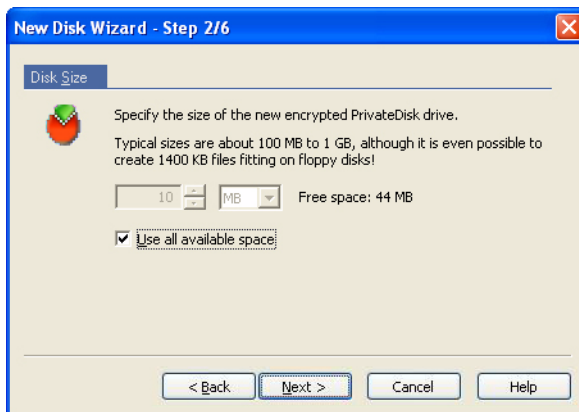 New Disk Wizard - Step 2/6
Disk Size
Specify the size of the new encrypted PrivateDisk drive.
Typical sizes are about 100 MB to 1 GB, although it is even possible to
create 1400 KB files fitting on floppy disks!
10 MB Free space: 44 MB
Use all available space
< Back Next > Cancel Help